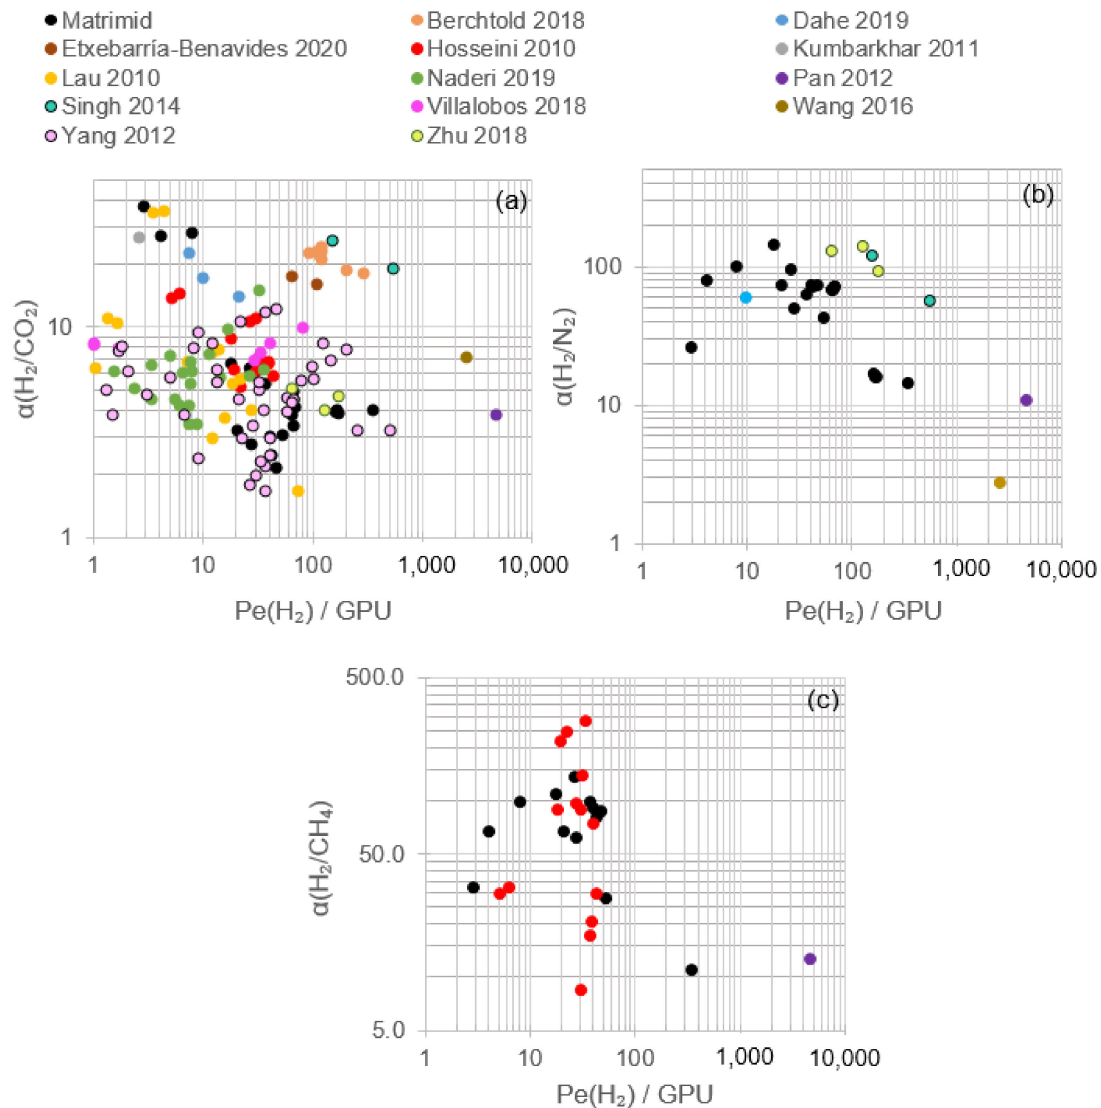 Matrimid Berchtold 2018 Dahe 2019
Etxebarría-Benavides 2020 Hosseini 2010 Kumbarkhar 2011
Lau 2010 Naderi 2019 Pan 2012
Singh 2014 Villalobos 2018 Wang 2016
Yang 2012 Zhu 2018
(a)
α(H₂/CO₂)
10
1
1 10 100 1,000 10,000
Pe(H₂) / GPU
(b)
α(H₂/N₂)
100
10
1
1 10 100 1,000 10,000
Pe(H₂) / GPU
(c)
α(H₂/CH₄)
500.0
50.0
5.0
1 10 100 1,000 10,000
Pe(H₂) / GPU